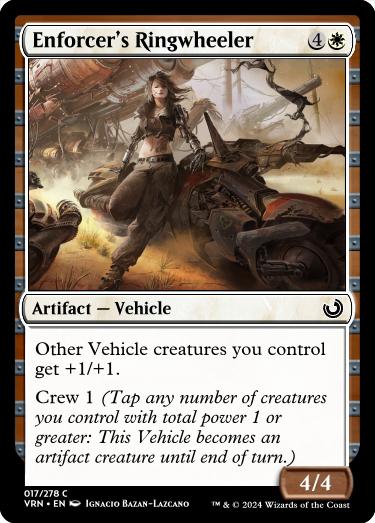 Enforcer's Ringwheeler 4
Artifact — Vehicle
Other Vehicle creatures you control
get +1/+1.
Crew 1 (Tap any number of creatures
you control with total power 1 or
greater: This Vehicle becomes an
artifact creature until end of turn.)
4/4
017/278 C
VRN • EN Ignacio Bazan-Lazcano ™ & © 2024 Wizards of the Coast